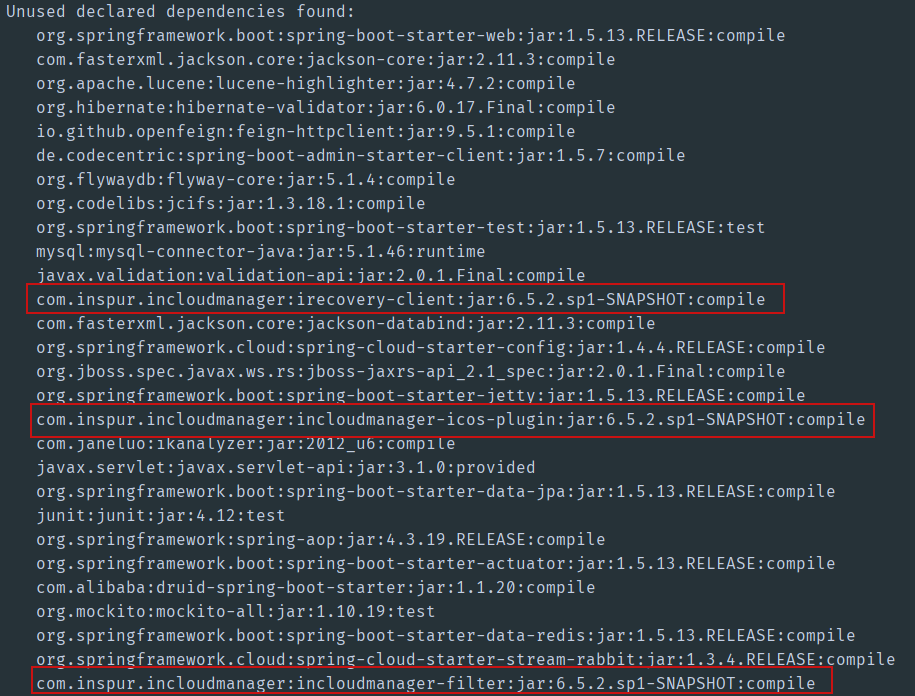 Unused declared dependencies found:
org.springframework.boot:spring-boot-starter-web:jar:1.5.13.RELEASE:compile
com.fasterxml.jackson.core:jackson-core:jar:2.11.3:compile
org.apache.lucene:lucene-highlighter:jar:4.7.2:compile
org.hibernate:hibernate-validator:jar:6.0.17.Final:compile
io.github.openfeign:feign-httpclient:jar:9.5.1:compile
de.codecentric:spring-boot-admin-starter-client:jar:1.5.7:compile
org.flywaydb:flyway-core:jar:5.1.4:compile
org.codelibs:jcifs:jar:1.3.18.1:compile
org.springframework.boot:spring-boot-starter-test:jar:1.5.13.RELEASE:test
mysql:mysql-connector-java:jar:5.1.46:runtime
javax.validation:validation-api:jar:2.0.1.Final:compile
com.inspur.incloudmanager:irecovery-client:jar:6.5.2.sp1-SNAPSHOT:compile
com.fasterxml.jackson.core:jackson-databind:jar:2.11.3:compile
org.springframework.cloud:spring-cloud-starter-config:jar:1.4.4.RELEASE:compile
org.jboss.spec.javax.ws.rs:jboss-jaxrs-api_2.1_spec:jar:2.0.1.Final:compile
org.springframework.boot:spring-boot-starter-jetty:jar:1.5.13.RELEASE:compile
com.inspur.incloudmanager:incloudmanager-icos-plugin:jar:6.5.2.sp1-SNAPSHOT:compile
com.janeluo:ikanalyzer:jar:2012_u6:compile
javax.servlet:javax.servlet-api:jar:3.1.0:provided
org.springframework.boot:spring-boot-starter-data-jpa:jar:1.5.13.RELEASE:compile
junit:junit:jar:4.12:test
org.springframework:spring-aop:jar:4.3.19.RELEASE:compile
org.springframework.boot:spring-boot-starter-actuator:jar:1.5.13.RELEASE:compile
com.alibaba:druid-spring-boot-starter:jar:1.1.20:compile
org.mockito:mockito-all:jar:1.10.19:test
org.springframework.boot:spring-boot-starter-data-redis:jar:1.5.13.RELEASE:compile
org.springframework.cloud:spring-cloud-starter-stream-rabbit:jar:1.3.4.RELEASE:compile
com.inspur.incloudmanager:incloudmanager-filter:jar:6.5.2.sp1-SNAPSHOT:compile